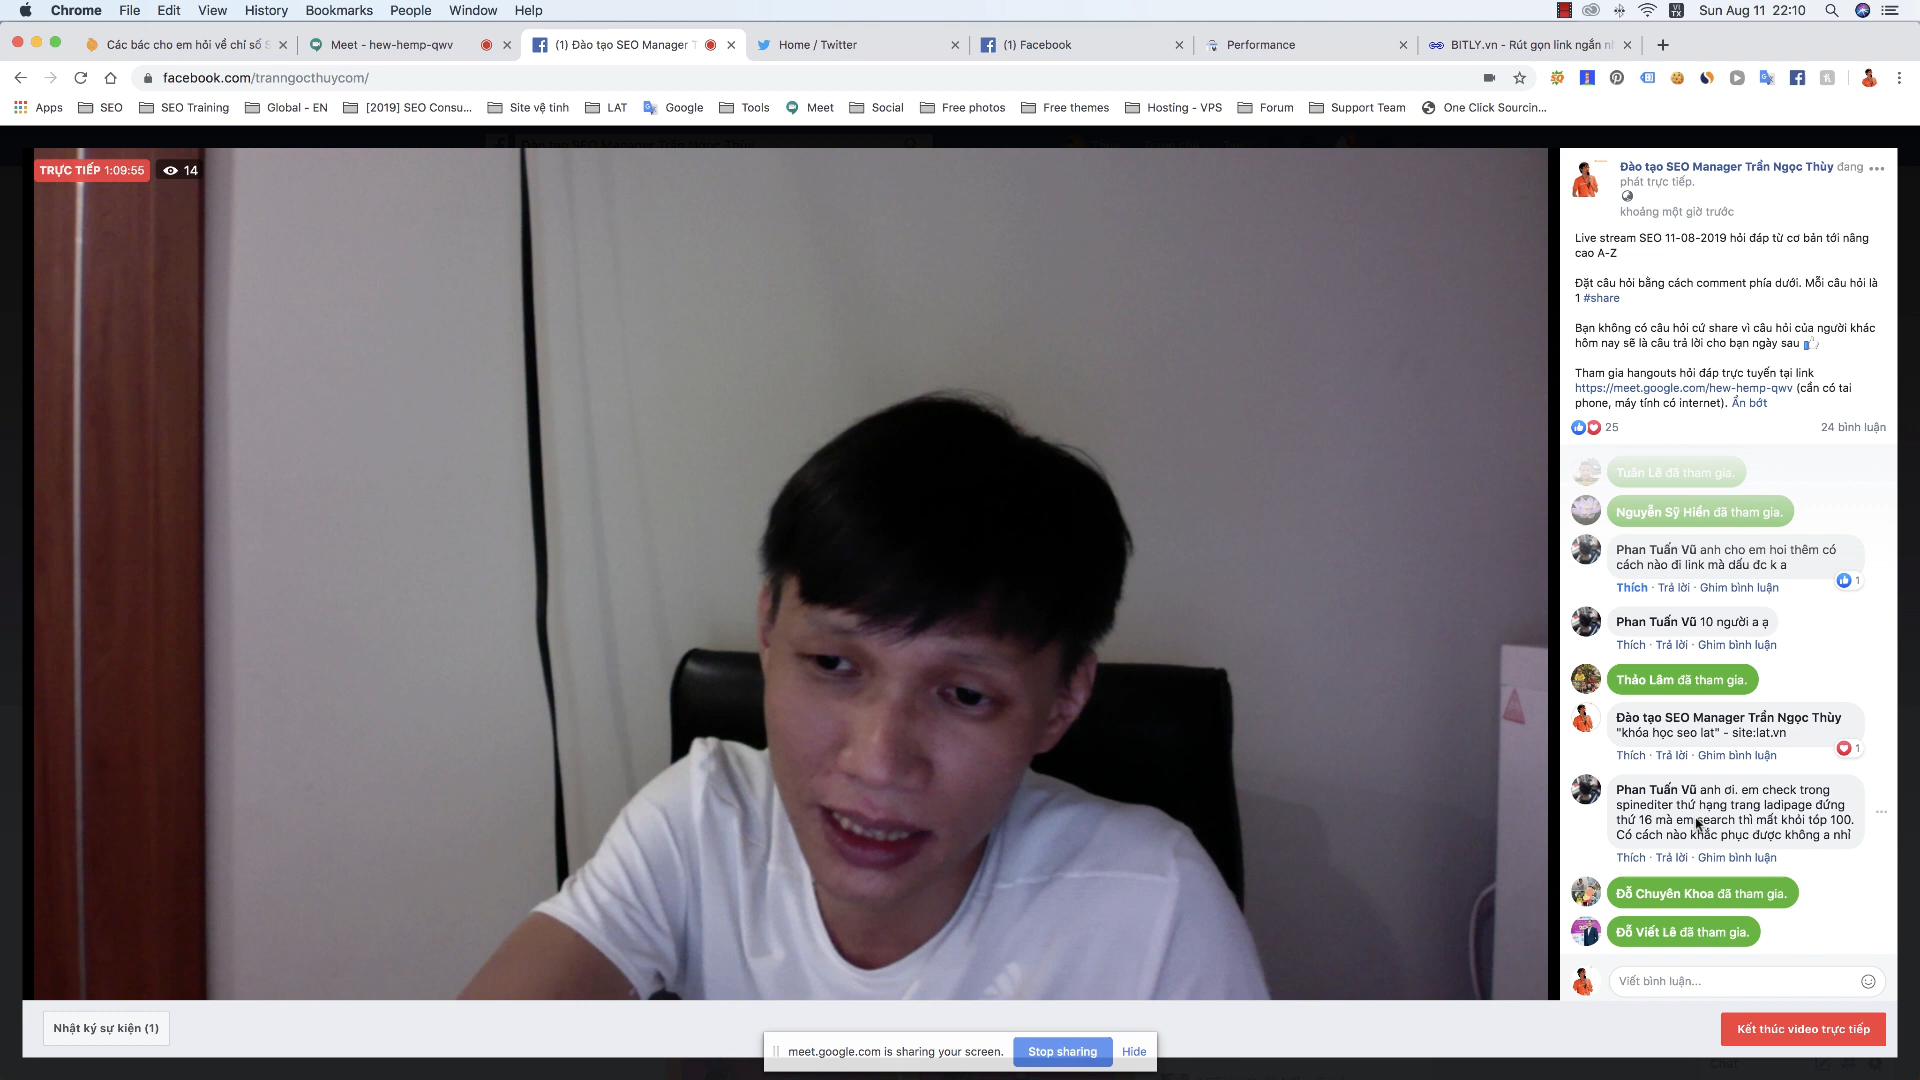 Chrome File Edit View History Bookmarks People Window Help
VI TX Sun Aug 11 22:10
Các bác cho em hỏi về chỉ số S
Meet - hew-hemp-qwv
(1) Đào tạo SEO Manager T
Home / Twitter
(1) Facebook
Performance
BITLY.vn - Rút gọn link ngắn nh
facebook.com/tranngocthuycom/
Apps SEO SEO Training Global - EN [2019] SEO Consu... Site vệ tinh LAT Google Tools Meet Social Free photos Free themes Hosting - VPS Forum Support Team One Click Sourcin...
TRỰC TIẾP 1:09:55 14
Đào tạo SEO Manager Trần Ngọc Thùy đang
phát trực tiếp.
khoảng một giờ trước
Live stream SEO 11-08-2019 hỏi đáp từ cơ bản tới nâng
cao A-Z
Đặt câu hỏi bằng cách comment phía dưới. Mỗi câu hỏi là
1 #share
Bạn không có câu hỏi cứ share vì câu hỏi của người khác
hôm nay sẽ là câu trả lời cho bạn ngày sau
Tham gia hangouts hỏi đáp trực tuyến tại link
https://meet.google.com/hew-hemp-qwv (cần có tai
phone, máy tính có internet). Ẩn bớt
25 24 bình luận
Tuân Lê đã tham gia.
Nguyễn Sỹ Hiền đã tham gia.
Phan Tuấn Vũ anh cho em hoi thêm có
cách nào đi link mà dấu đc k a
1
Thích · Trả lời · Ghim bình luận
Phan Tuấn Vũ 10 người a ạ
Thích · Trả lời · Ghim bình luận
Thảo Lâm đã tham gia.
Đào tạo SEO Manager Trần Ngọc Thùy
"khóa học seo lat" - site:lat.vn
1
Thích · Trả lời · Ghim bình luận
Phan Tuấn Vũ anh ơi. em check trong
spinediter thứ hạng trang ladipage đứng
thứ 16 mà em search thì mất khỏi tóp 100.
Có cách nào khắc phục được không a nhỉ
Thích · Trả lời · Ghim bình luận
Đỗ Chuyên Khoa đã tham gia.
Đỗ Viết Lê đã tham gia.
Viết bình luận...
Nhật ký sự kiện (1)
Kết thúc video trực tiếp
meet.google.com is sharing your screen. Stop sharing Hide